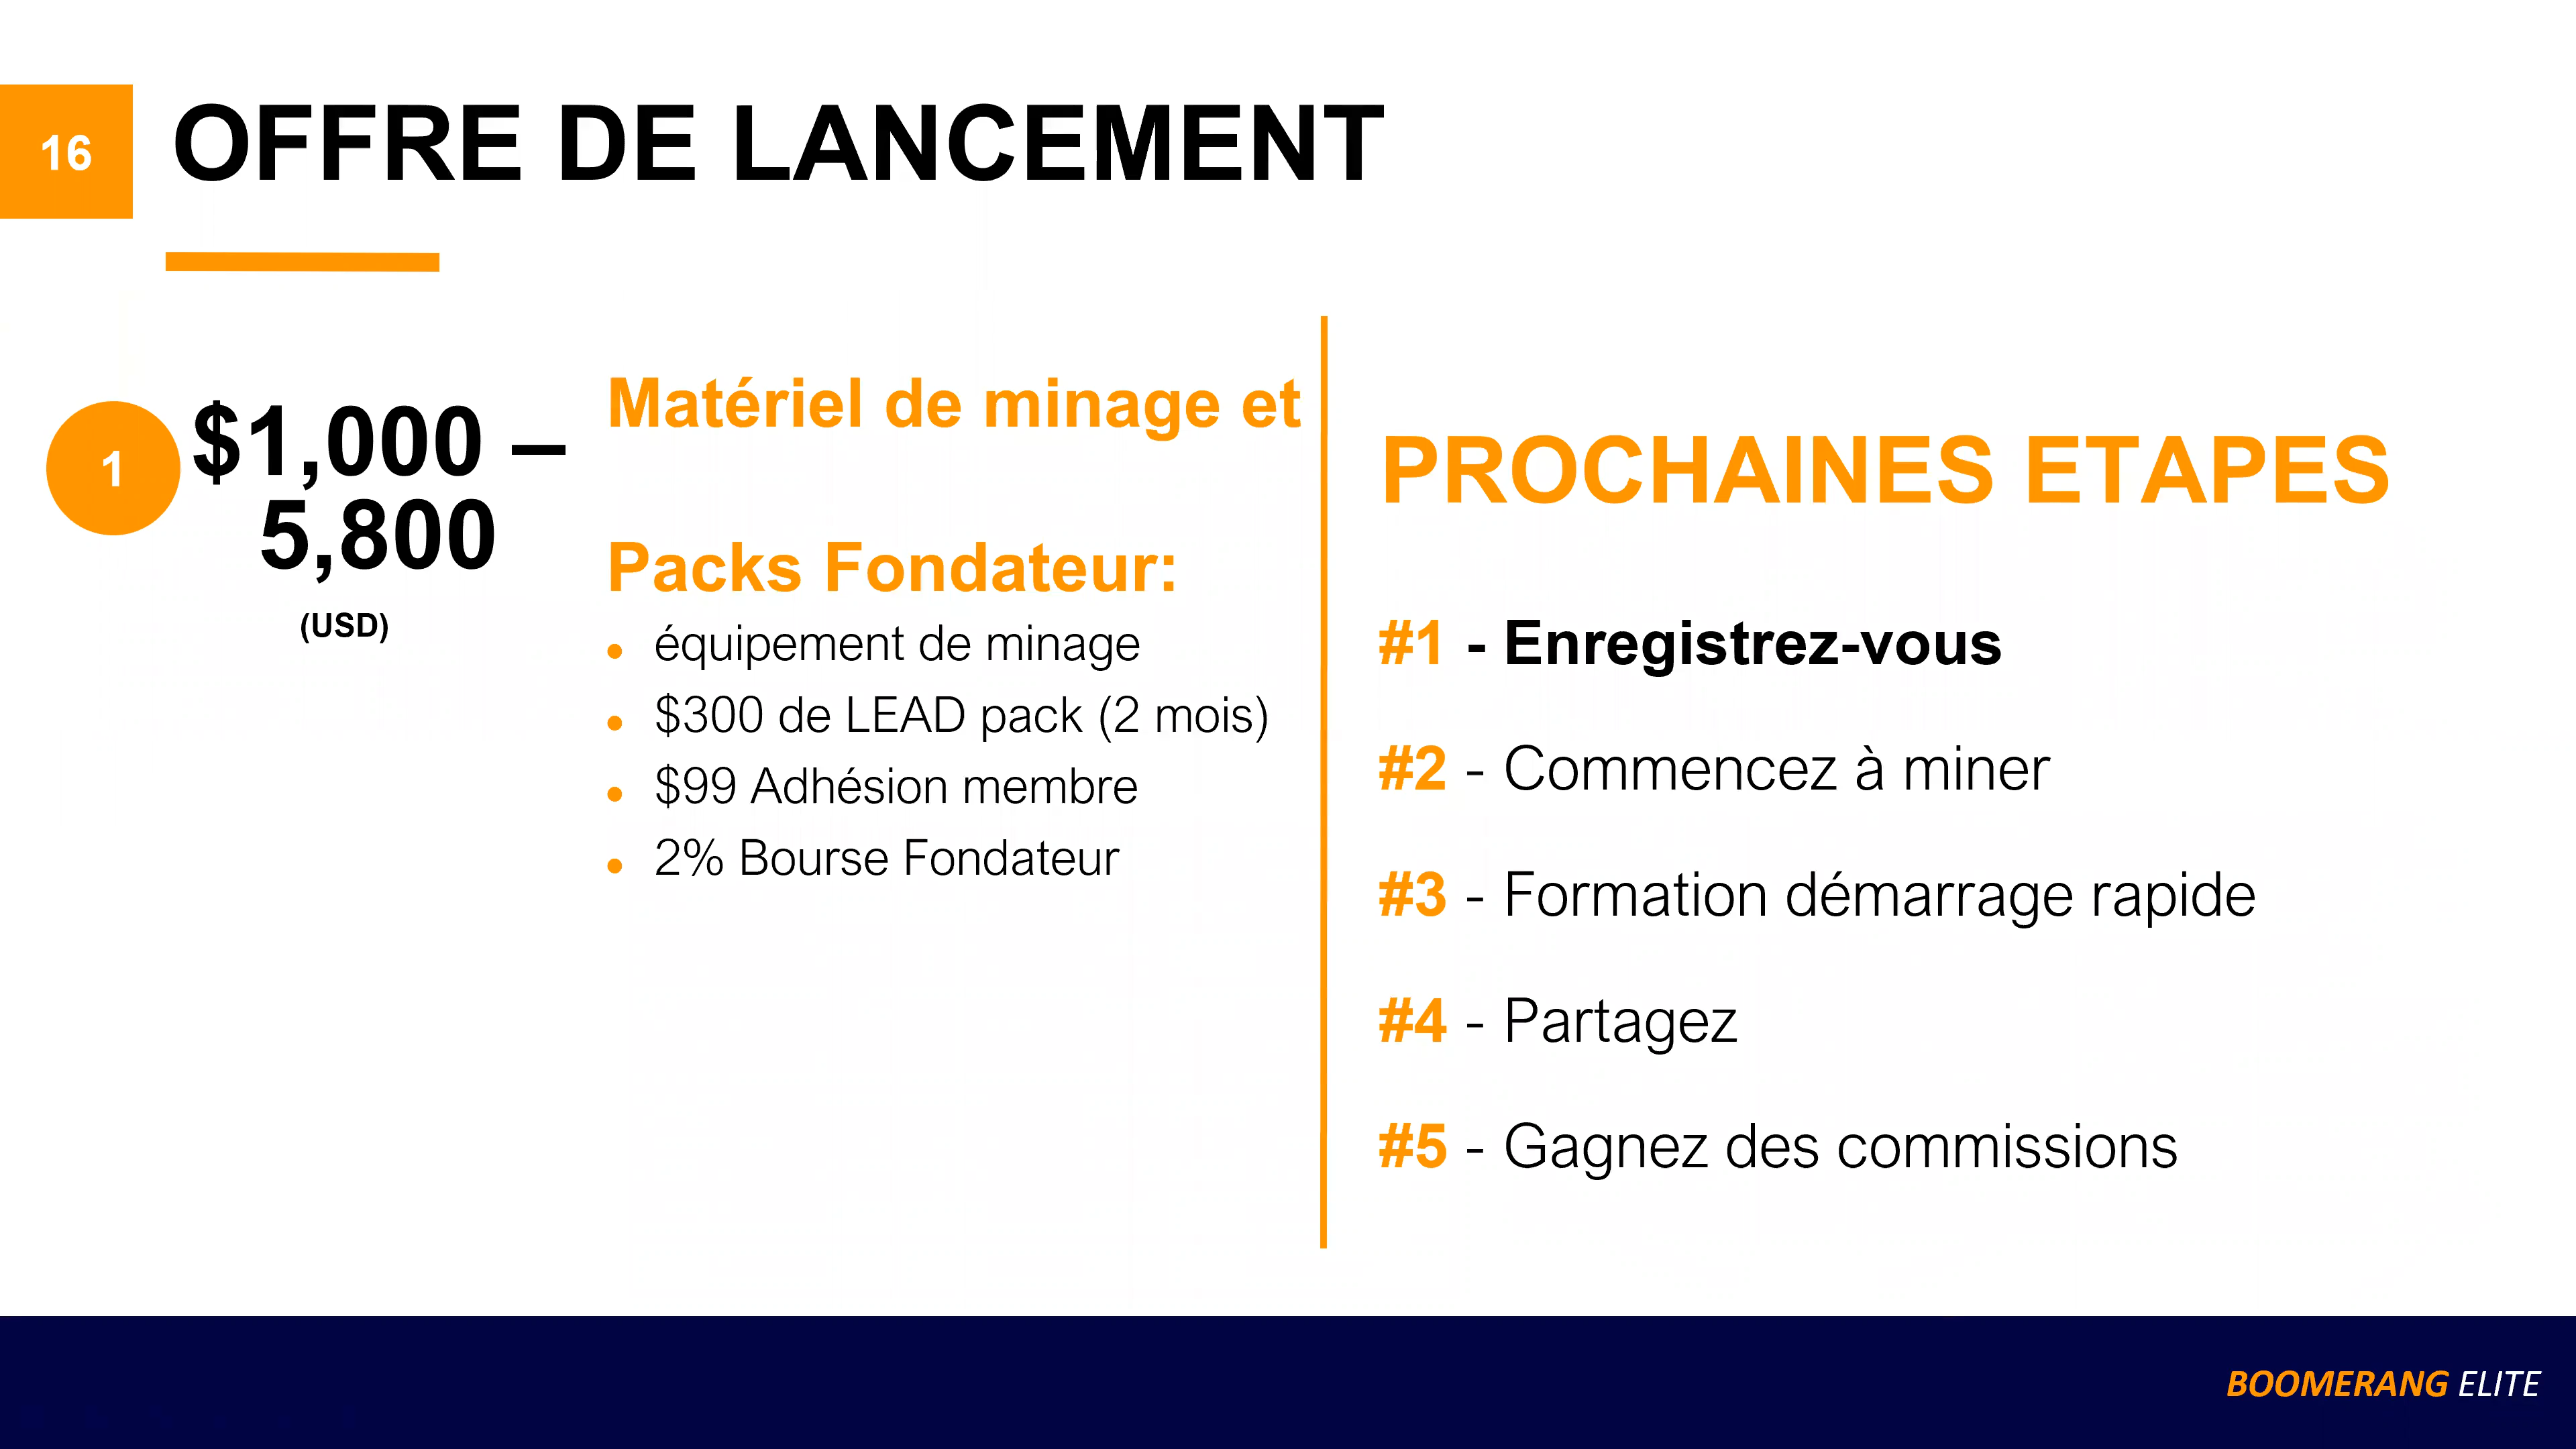 16
OFFRE DE LANCEMENT
1
$1,000 –
5,800
(USD)
Matériel de minage et
Packs Fondateur:
• équipement de minage
• $300 de LEAD pack (2 mois)
• $99 Adhésion membre
• 2% Bourse Fondateur
PROCHAINES ETAPES
#1 - Enregistrez-vous
#2 - Commencez à miner
#3 - Formation démarrage rapide
#4 - Partagez
#5 - Gagnez des commissions
BOOMERANG ELITE